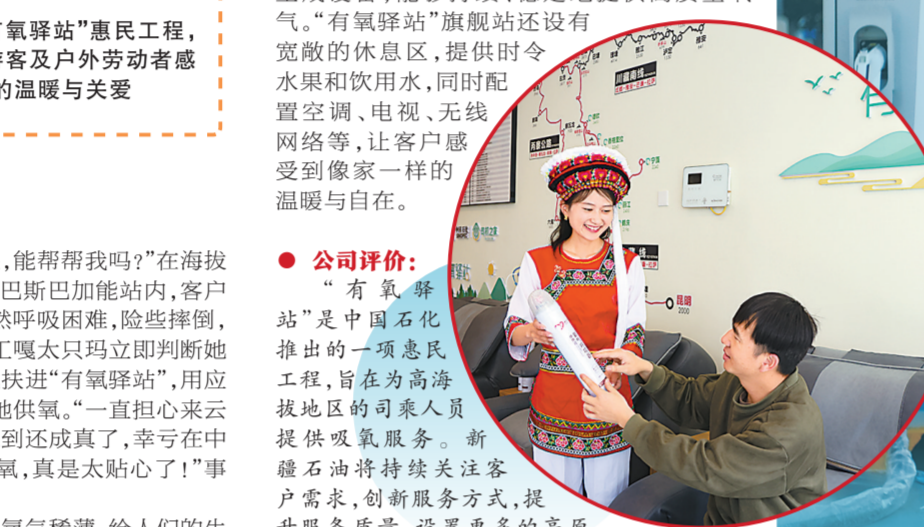 有氧驿站”惠民工程，
客及户外劳动者感
的温暖与关爱
，能帮帮我吗？”在海拔
巴斯巴加能站内，客户
然呼吸困难，险些摔倒，
工嘎太只玛立即判断她
扶进“有氧驿站”，用应
她供氧。“一直担心来云
到还成真了，幸亏在中
氧，真是太贴心了！”事
气。“有氧驿站”旗舰站还设有
宽敞的休息区，提供时令
水果和饮用水，同时配
置空调、电视、无线
网络等，让客户感
受到像家一样的
温暖与自在。
● 公司评价：
“有氧驿
站”是中国石化
推出的一项惠民
工程，旨在为高海
拔地区的司乘人员
提供吸氧服务。新
疆石油将持续关注客
户需求，创新服务方式，提
川藏南线
丙察公路
昆明
2000